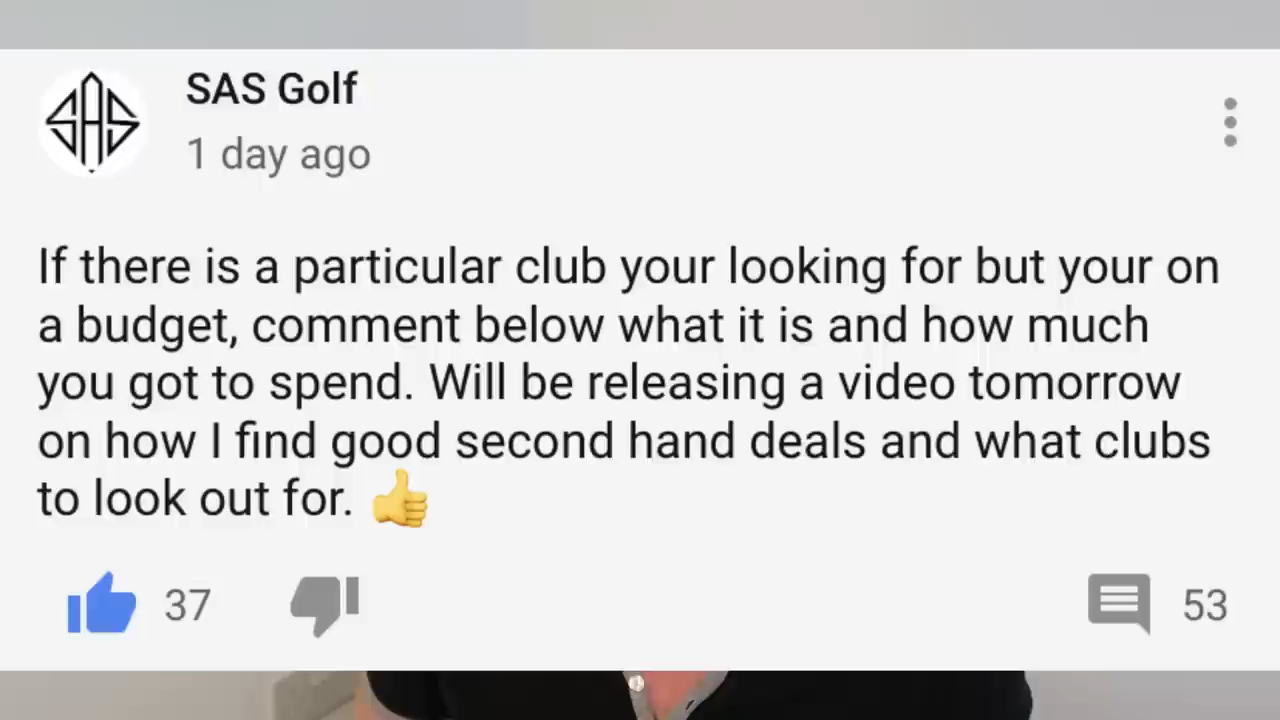 SAS
SAS Golf
1 day ago
If there is a particular club your looking for but your on
a budget, comment below what it is and how much
you got to spend. Will be releasing a video tomorrow
on how I find good second hand deals and what clubs
to look out for. 👍
37
53